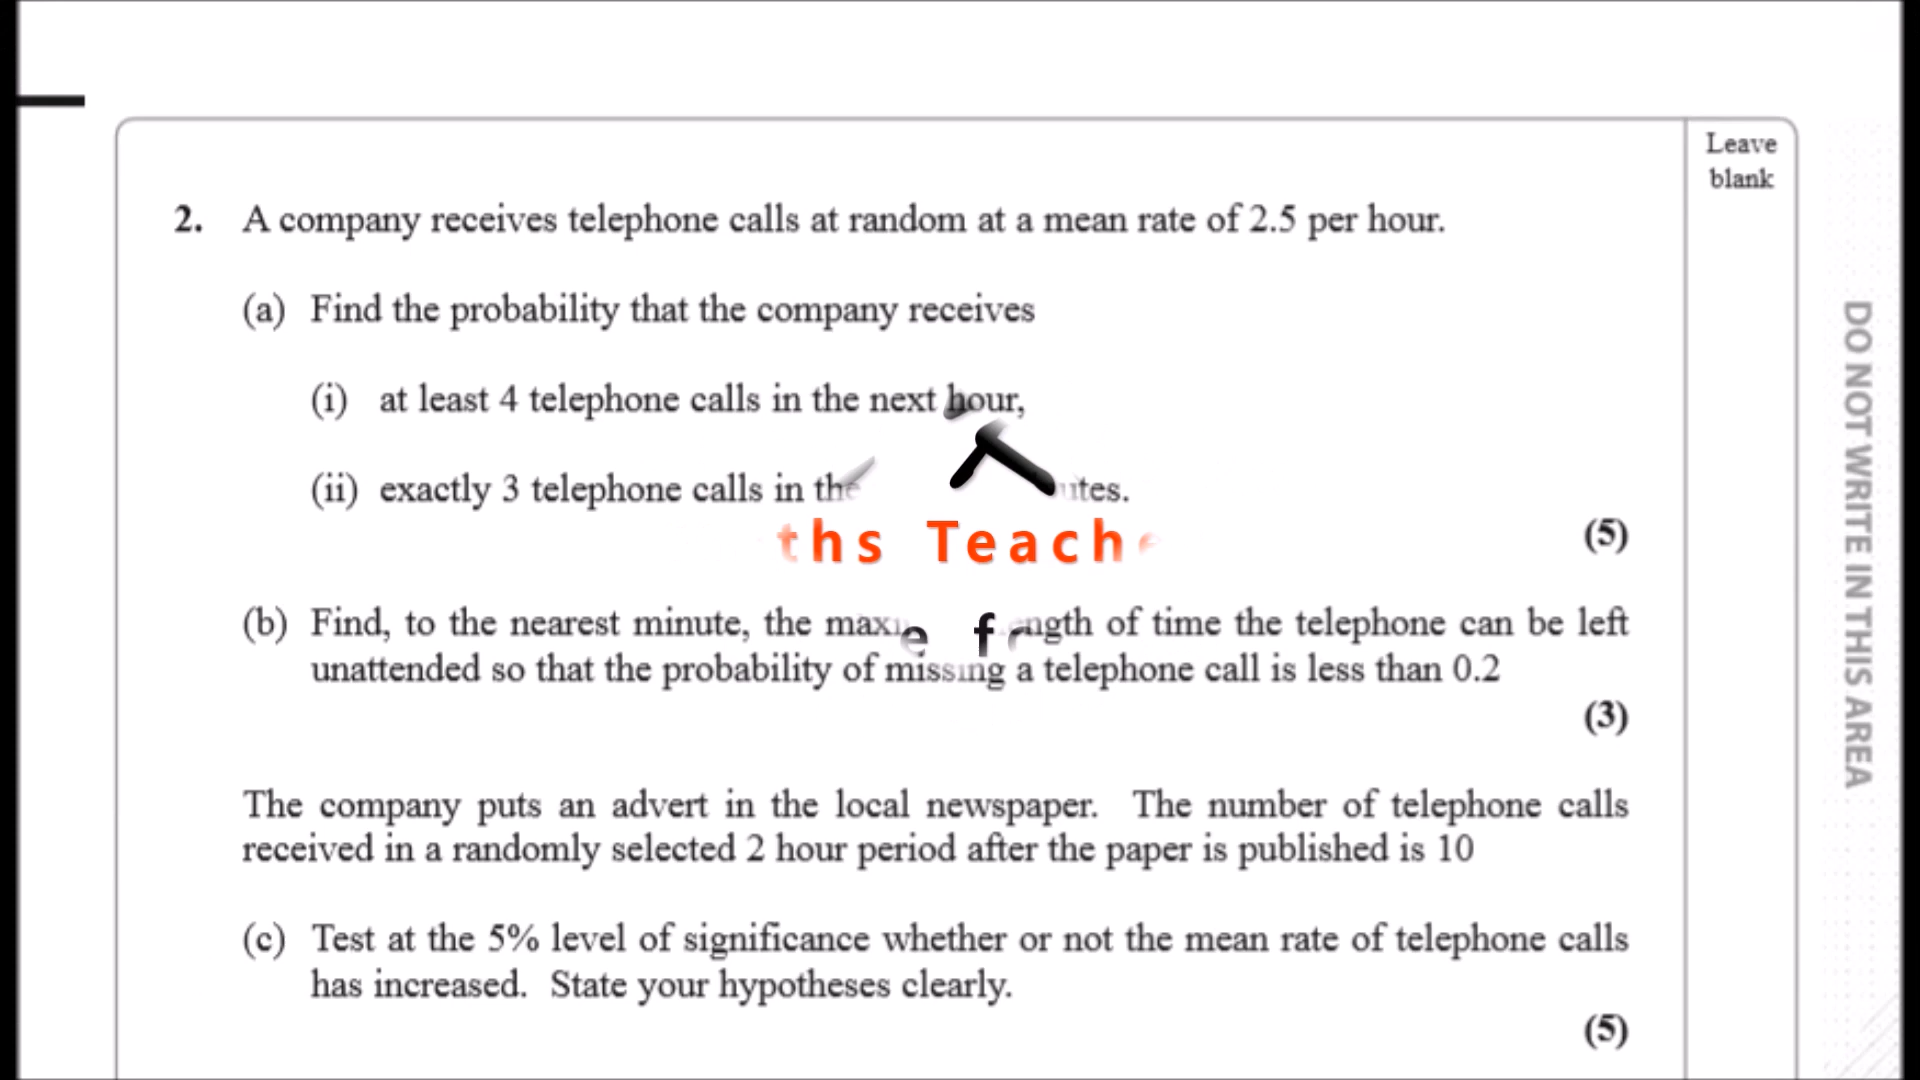 Leave
blank
2. A company receives telephone calls at random at a mean rate of 2.5 per hour.
(a) Find the probability that the company receives
(i) at least 4 telephone calls in the next hour,
(ii) exactly 3 telephone calls in the
(5)
ths Teach
(b) Find, to the nearest minute, the length of time the telephone can be left
unattended so that the probability of missing a telephone call is less than 0.2
(3)
The company puts an advert in the local newspaper. The number of telephone calls
received in a randomly selected 2 hour period after the paper is published is 10
(c) Test at the 5% level of significance whether or not the mean rate of telephone calls
has increased. State your hypotheses clearly.
(5)
DO NOT WRITE IN THIS AREA